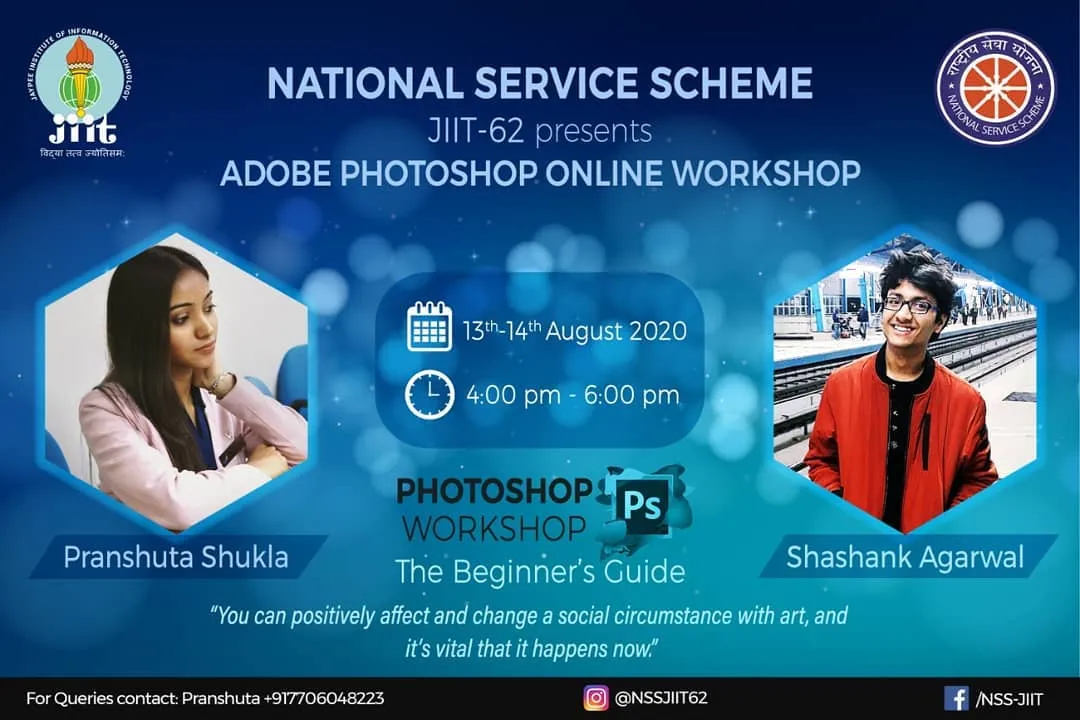 JAYPEE INSTITUTE OF INFORMATION TECHNOLOGY
jiit
विद्या तत्व ज्योतिसम:
राष्ट्रीय सेवा योजना
NATIONAL SERVICE SCHEME
NATIONAL SERVICE SCHEME
JIIT-62 presents
ADOBE PHOTOSHOP ONLINE WORKSHOP
13th-14th August 2020
4:00 pm - 6:00 pm
PHOTOSHOP
WORKSHOP
Ps
The Beginner's Guide
Pranshuta Shukla
Shashank Agarwal
"You can positively affect and change a social circumstance with art, and
it's vital that it happens now."
For Queries contact: Pranshuta +917706048223
@NSSJIIT62
/NSS-JIIT